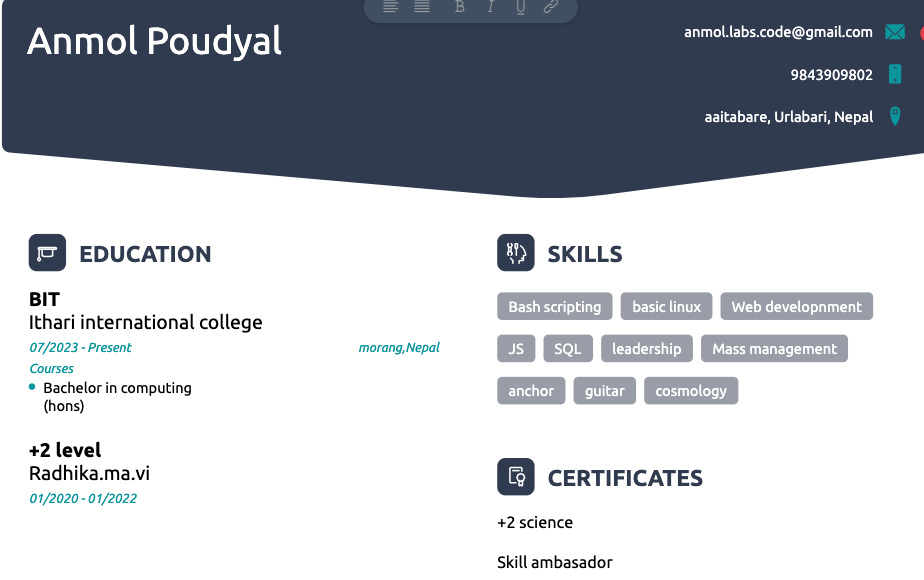 Anmol Poudyal
anmol.labs.code@gmail.com
9843909802
aaitabare, Urlabari, Nepal
B I U
EDUCATION
BIT
Ithari international college
07/2023 - Present morang,Nepal
Courses
Bachelor in computing
(hons)
+2 level
Radhika.ma.vi
01/2020 - 01/2022
SKILLS
Bash scripting basic linux Web developnment
JS SQL leadership Mass management
anchor guitar cosmology
CERTIFICATES
+2 science
Skill ambasador